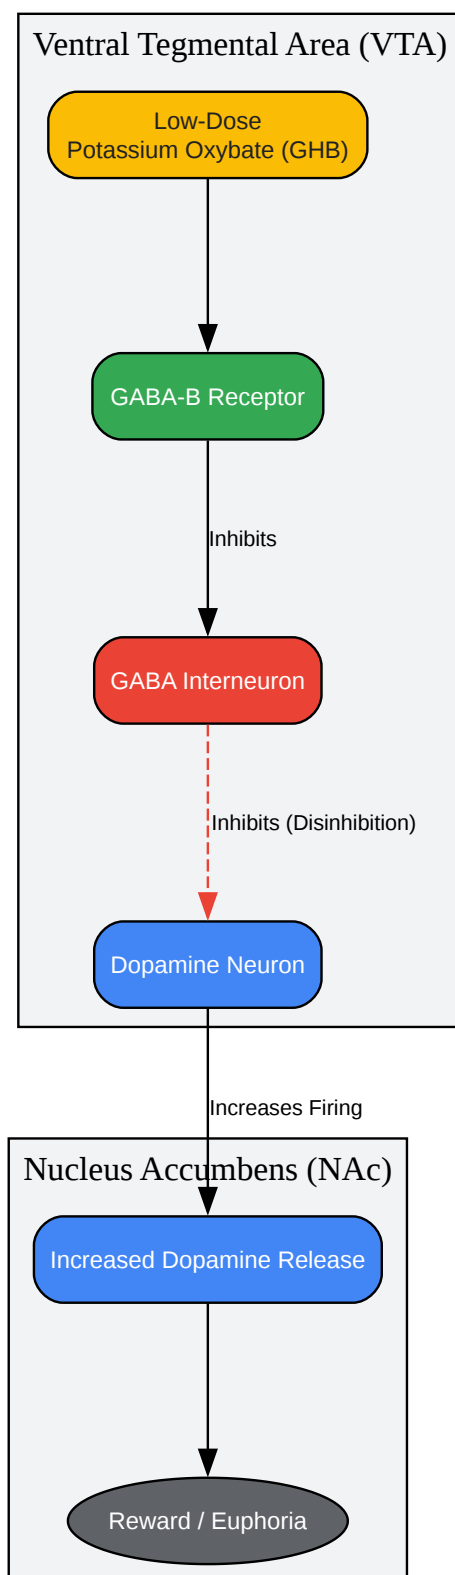 Ventral Tegmental Area (VTA)
Low-Dose
Potassium Oxybate (GHB)
GABA-B Receptor
Inhibits
GABA Interneuron
Inhibits (Disinhibition)
Dopamine Neuron
Increases Firing
Nucleus Accumbens (NAc)
Increased Dopamine Release
Reward / Euphoria